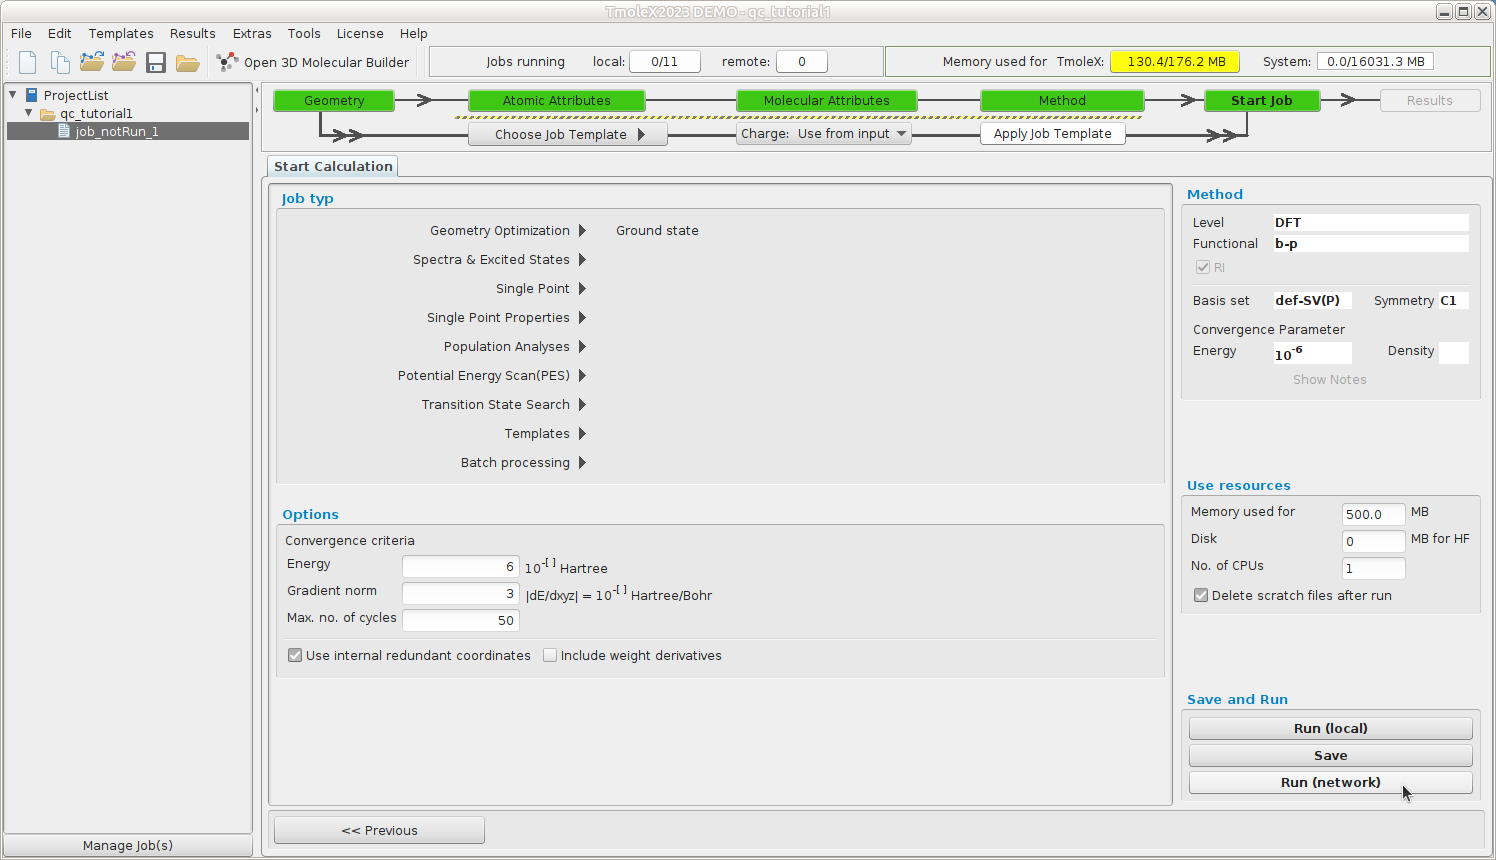 TmoleX2023 DEMO - qc_tutorial1
File Edit Templates Results Extras Tools License Help
Open 3D Molecular Builder Jobs running local: 0/11 remote: 0 Memory used for TmoleX: 130.4/176.2 MB System: 0.0/16031.3 MB
ProjectList
qc_tutorial1
job_notRun_1
Manage Job(s)
Geometry Atomic Attributes Molecular Attributes Method Start Job Results
Choose Job Template Charge: Use from input Apply Job Template
Start Calculation
Job typ
Geometry Optimization Ground state
Spectra & Excited States
Single Point
Single Point Properties
Population Analyses
Potential Energy Scan(PES)
Transition State Search
Templates
Batch processing
Options
Convergence criteria
Energy 6 10-[ ] Hartree
Gradient norm 3 |dE/dxyz| = 10-[ ] Hartree/Bohr
Max. no. of cycles 50
Use internal redundant coordinates Include weight derivatives
<< Previous
Method
Level DFT
Functional b-p
RI
Basis set def-SV(P) Symmetry C1
Convergence Parameter
Energy 10-6 Density
Show Notes
Use resources
Memory used for 500.0 MB
Disk 0 MB for HF
No. of CPUs 1
Delete scratch files after run
Save and Run
Run (local)
Save
Run (network)